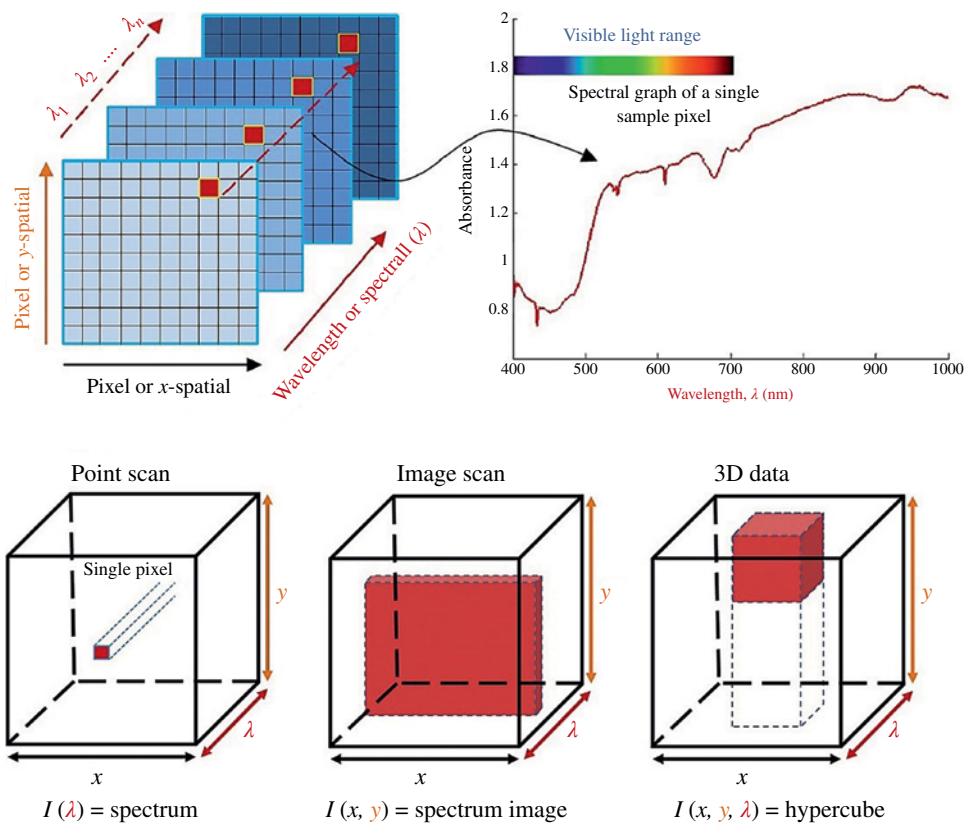 λ1 λ2 .... λn
Pixel or y-spatial
Pixel or x-spatial
Wavelength or spectrall (λ)
Visible light range
Spectral graph of a single
sample pixel
Absorbance
2
1.8
1.6
1.4
1.2
1
0.8
400 500 600 700 800 900 1000
Wavelength, λ (nm)
Point scan
Single pixel
y
λ
x
I (λ) = spectrum
Image scan
y
λ
x
I (x, y) = spectrum image
3D data
y
λ
x
I (x, y, λ) = hypercube